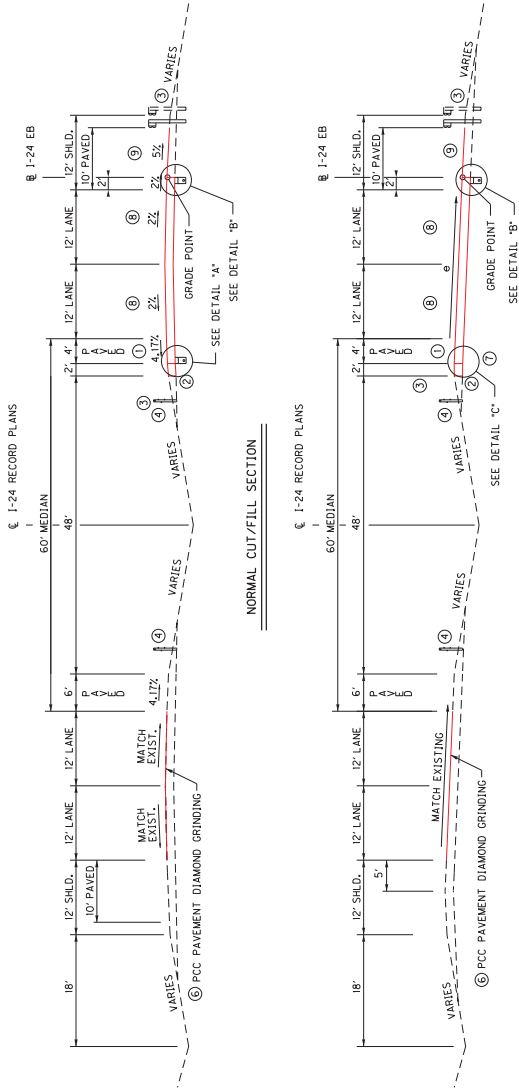 ℄ I-24 RECORD PLANS
60' MEDIAN
℄ I-24 EB
18'
12' SHLD.
12' LANE
12' LANE
6'
48'
2'
4'
12' LANE
12' LANE
12' SHLD.
10' PAVED
PAVED
PAVED
10' PAVED
2'
① ⑧ ⑧ ⑨
MATCH EXIST.
MATCH EXIST.
4.17%
4.17%
2%
2%
2%
5%
VARIES
④
VARIES
VARIES
④ ③
②
③
VARIES
⑥ PCC PAVEMENT DIAMOND GRINDING
SEE DETAIL "A"
GRADE POINT
SEE DETAIL "B"
NORMAL CUT/FILL SECTION
℄ I-24 RECORD PLANS
60' MEDIAN
℄ I-24 EB
18'
12' SHLD.
12' LANE
12' LANE
6'
48'
2'
4'
12' LANE
12' LANE
12' SHLD.
5'
PAVED
PAVED
10' PAVED
2'
① ⑧ ⑧ ⑨
MATCH EXISTING
e
VARIES
④
VARIES
VARIES
④
③
②
⑦
③
VARIES
⑥ PCC PAVEMENT DIAMOND GRINDING
SEE DETAIL "C"
GRADE POINT
SEE DETAIL "B"